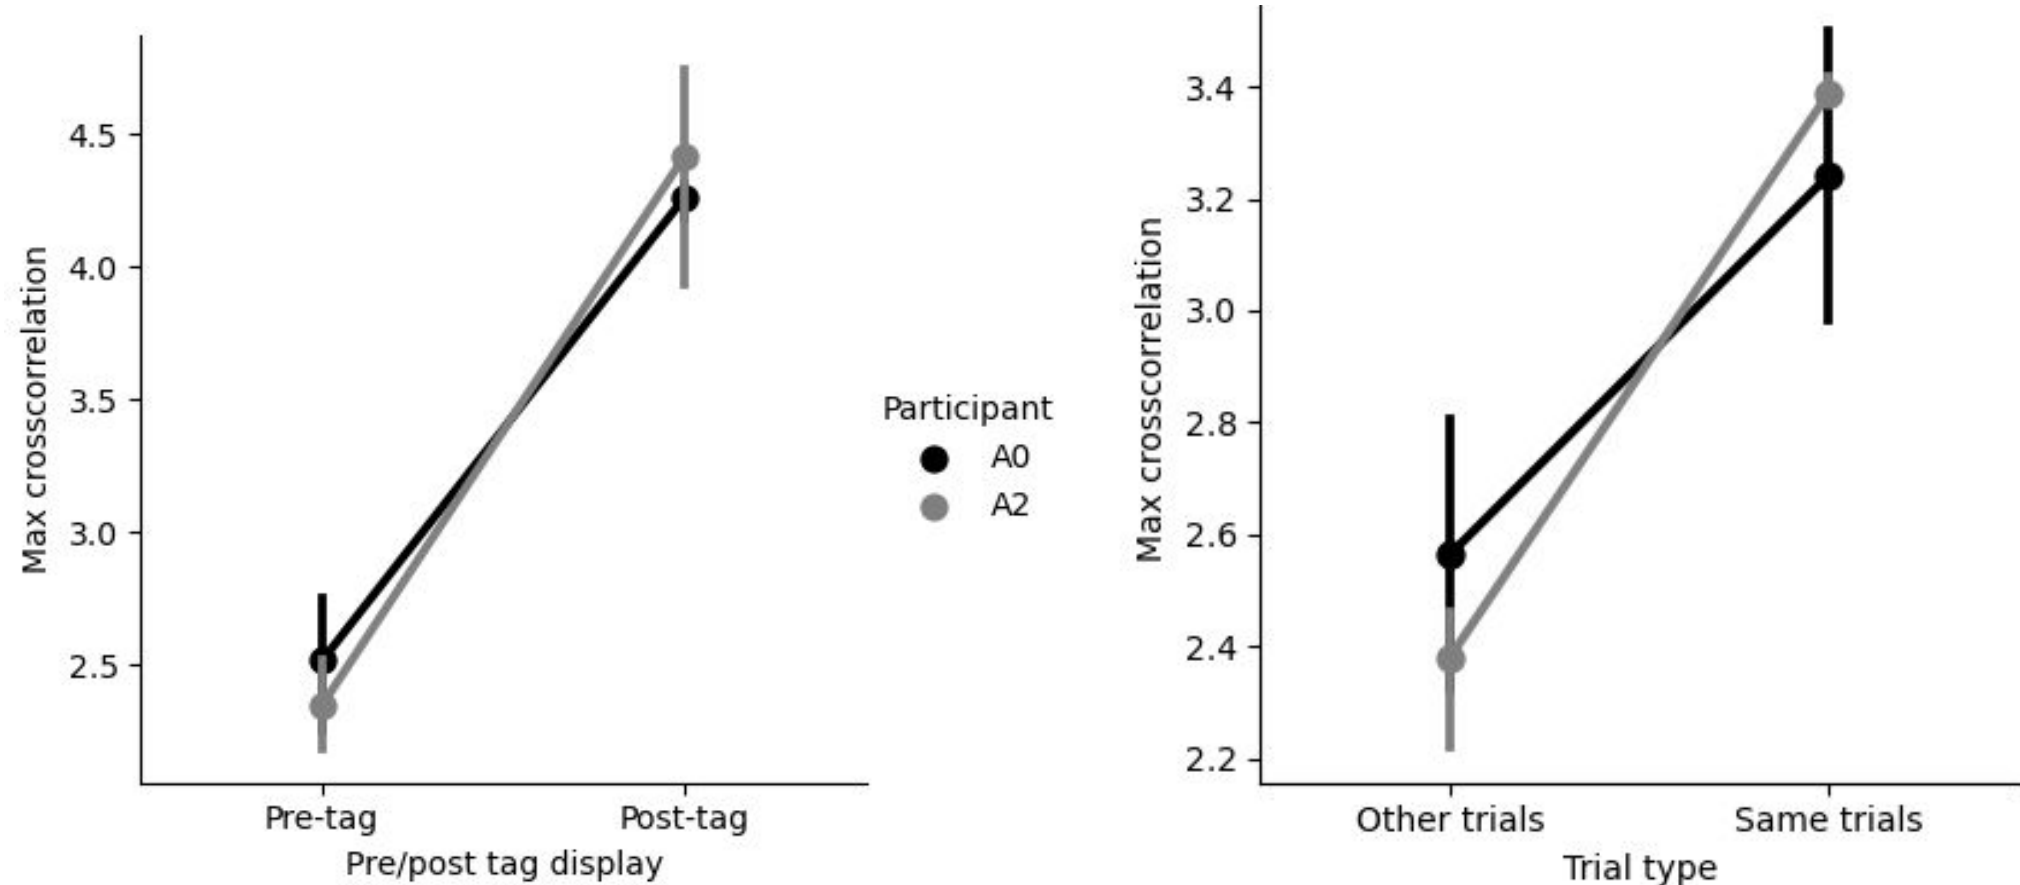 Max crosscorrelation
4.5
4.0
3.5
3.0
2.5
Pre-tag
Post-tag
Pre/post tag display
Participant
A0
A2
Max crosscorrelation
3.4
3.2
3.0
2.8
2.6
2.4
2.2
Other trials
Same trials
Trial type